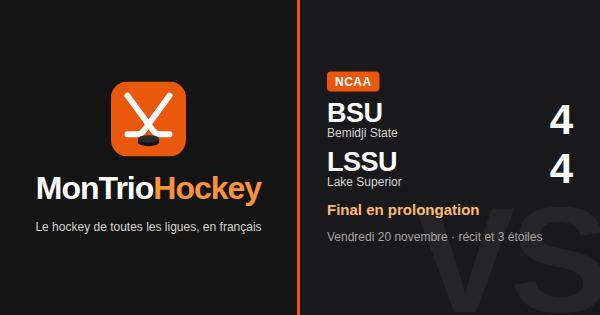 MonTrioHockey
Le hockey de toutes les ligues, en français
NCAA
BSU
Bemidji State
4
LSSU
Lake Superior
4
Final en prolongation
Vendredi 20 novembre · récit et 3 étoiles
VS